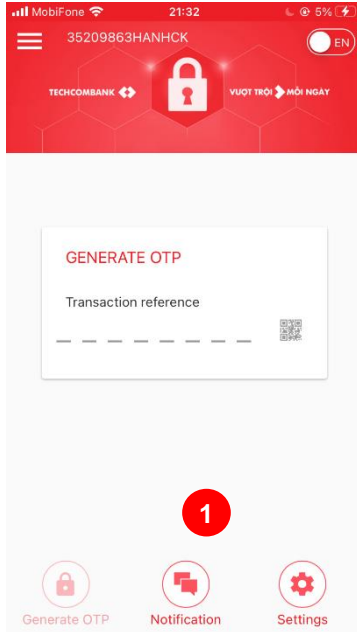 MobiFone 21:32 5%
35209863HANHCK
EN
TECHCOMBANK VƯỢT TRỘI MỖI NGÀY
GENERATE OTP
Transaction reference
1
Generate OTP Notification Settings